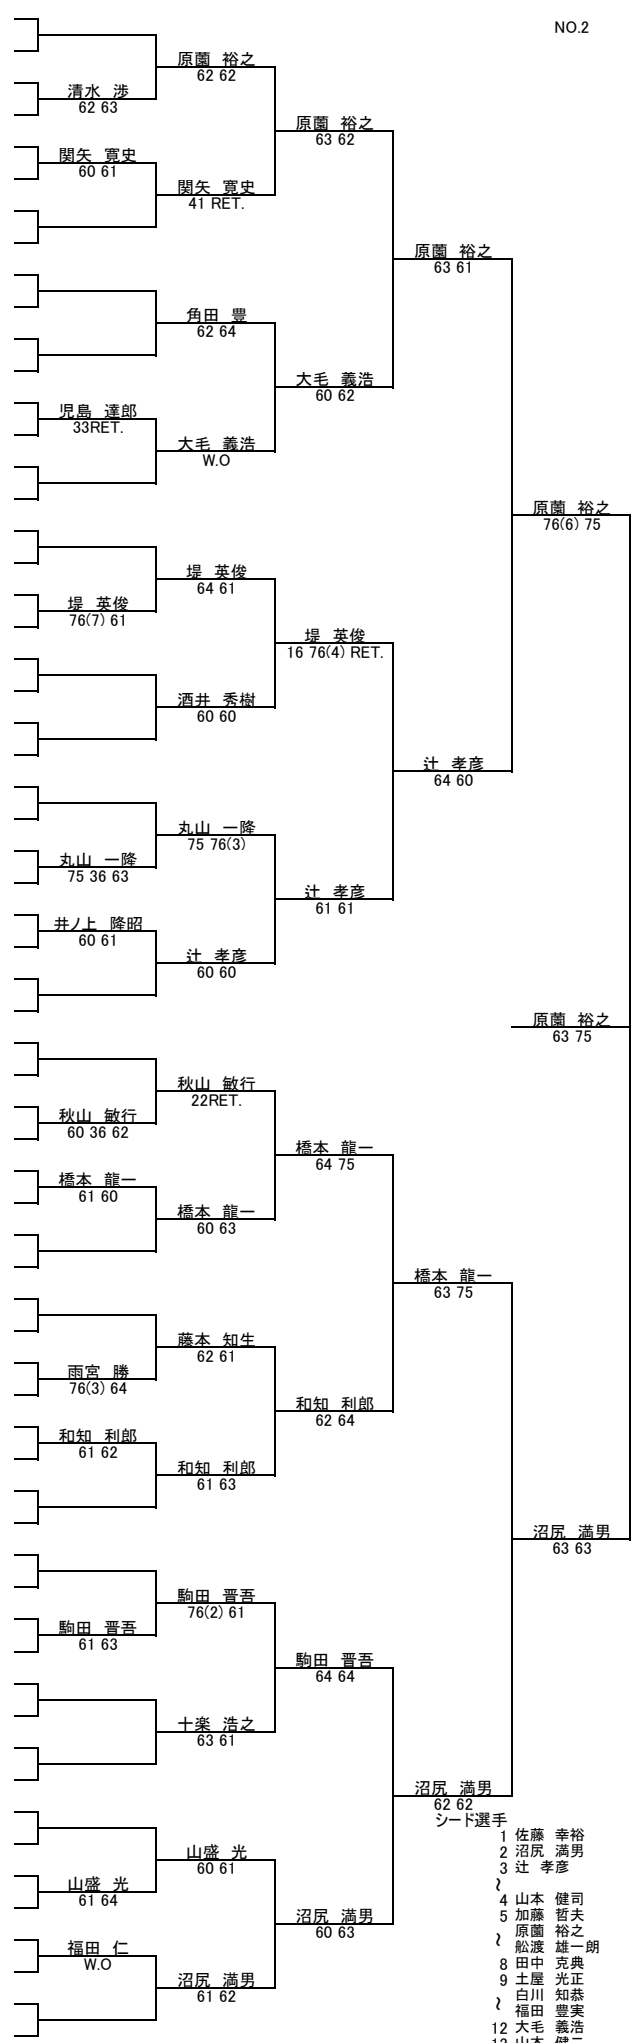 NO.2
原薗 裕之
62 62
清水 渉
62 63
原薗 裕之
63 62
関矢 寛史
60 61
関矢 寛史
41 RET.
原薗 裕之
63 61
角田 豊
62 64
大毛 義浩
60 62
児島 達郎
33RET.
大毛 義浩
W.O
原薗 裕之
76(6) 75
堤 英俊
64 61
堤 英俊
76(7) 61
堤 英俊
16 76(4) RET.
酒井 秀樹
60 60
辻 孝彦
64 60
丸山 一隆
75 76(3)
丸山 一隆
75 36 63
辻 孝彦
61 61
井ノ上 隆昭
60 61
辻 孝彦
60 60
原薗 裕之
63 75
秋山 敏行
22RET.
秋山 敏行
60 36 62
橋本 龍一
64 75
橋本 龍一
61 60
橋本 龍一
60 63
橋本 龍一
63 75
藤本 知生
62 61
雨宮 勝
76(3) 64
和知 利郎
62 64
和知 利郎
61 62
和知 利郎
61 63
沼尻 満男
63 63
駒田 晋吾
76(2) 61
駒田 晋吾
61 63
駒田 晋吾
64 64
十楽 浩之
63 61
沼尻 満男
62 62
シード選手
1 佐藤 幸裕
2 沼尻 満男
3 辻 孝彦
～
4 山本 健司
5 加藤 哲夫
原薗 裕之
～ 舩渡 雄一朗
8 田中 克典
9 土屋 光正
白川 知恭
～ 福田 豊実
12 大毛 義浩
13 山本 健二
山盛 光
60 61
山盛 光
61 64
沼尻 満男
60 63
福田 仁
W.O
沼尻 満男
61 62